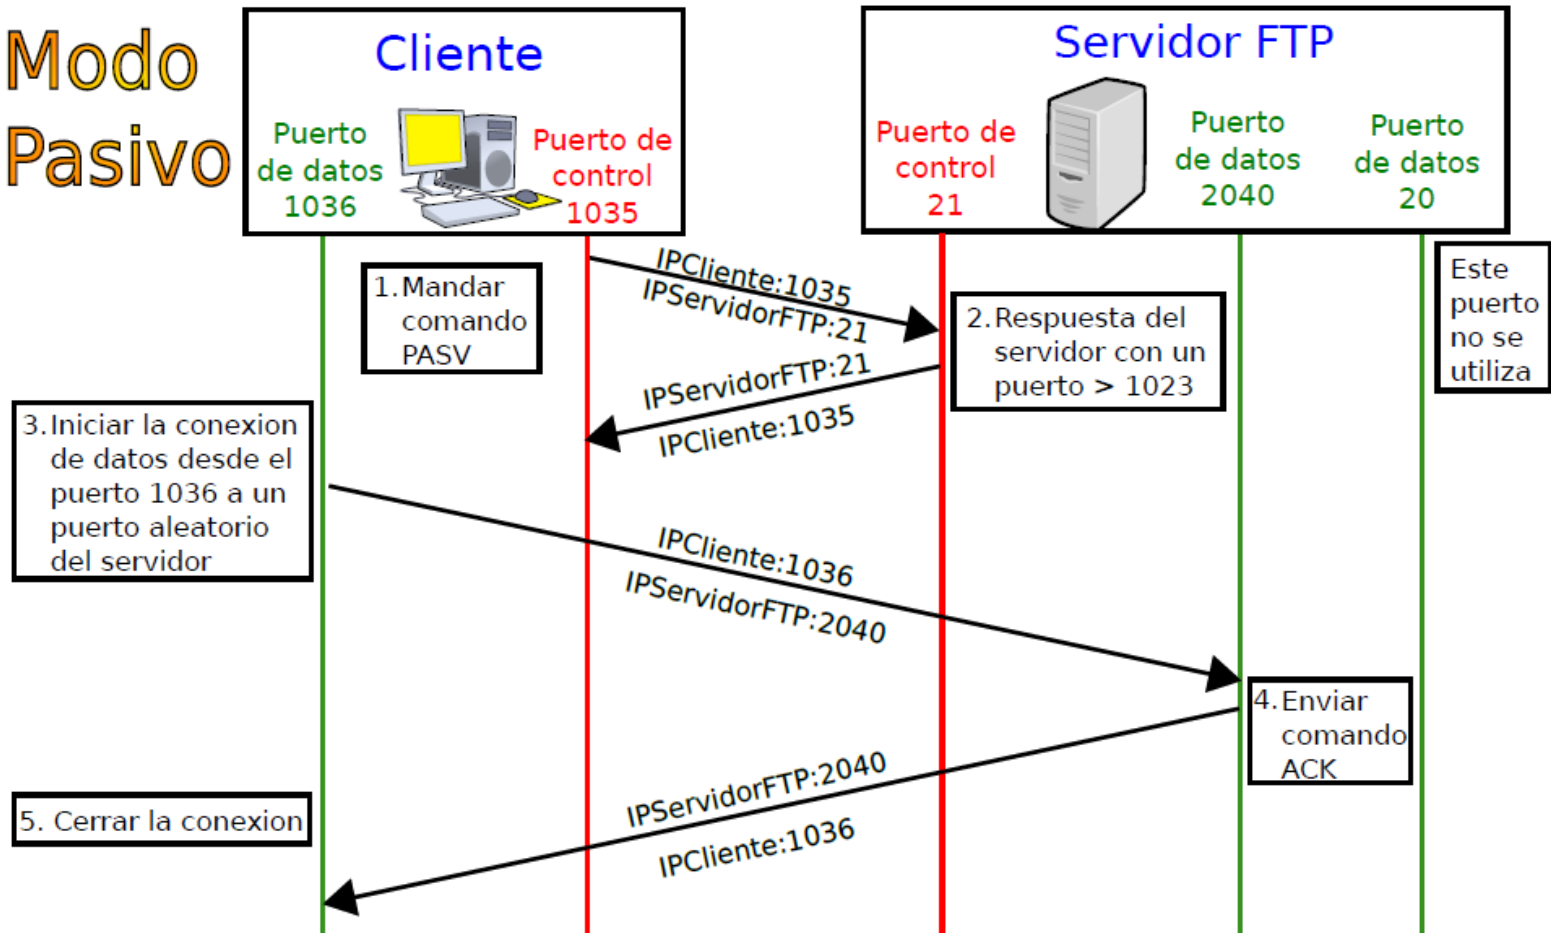 Modo
Pasivo
Cliente
Puerto
de datos
1036
Puerto de
control
1035
Servidor FTP
Puerto de
control
21
Puerto
de datos
2040
Puerto
de datos
20
Este
puerto
no se
utiliza
1. Mandar
comando
PASV
IPCliente:1035
IPServidorFTP:21
2. Respuesta del
servidor con un
puerto > 1023
IPServidorFTP:21
IPCliente:1035
3. Iniciar la conexion
de datos desde el
puerto 1036 a un
puerto aleatorio
del servidor
IPCliente:1036
IPServidorFTP:2040
4. Enviar
comando
ACK
IPServidorFTP:2040
IPCliente:1036
5. Cerrar la conexion